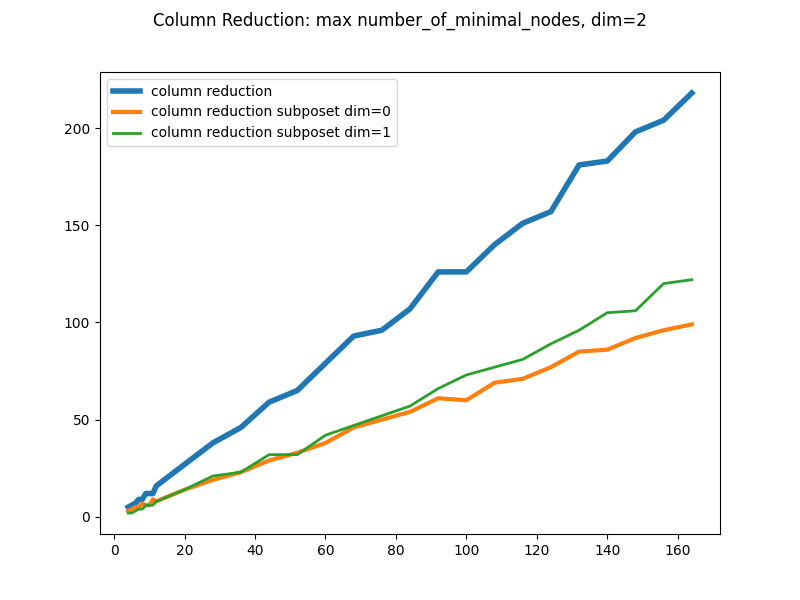 Column Reduction: max number_of_minimal_nodes, dim=2
column reduction
column reduction subposet dim=0
column reduction subposet dim=1
200
150
100
50
0
0 20 40 60 80 100 120 140 160